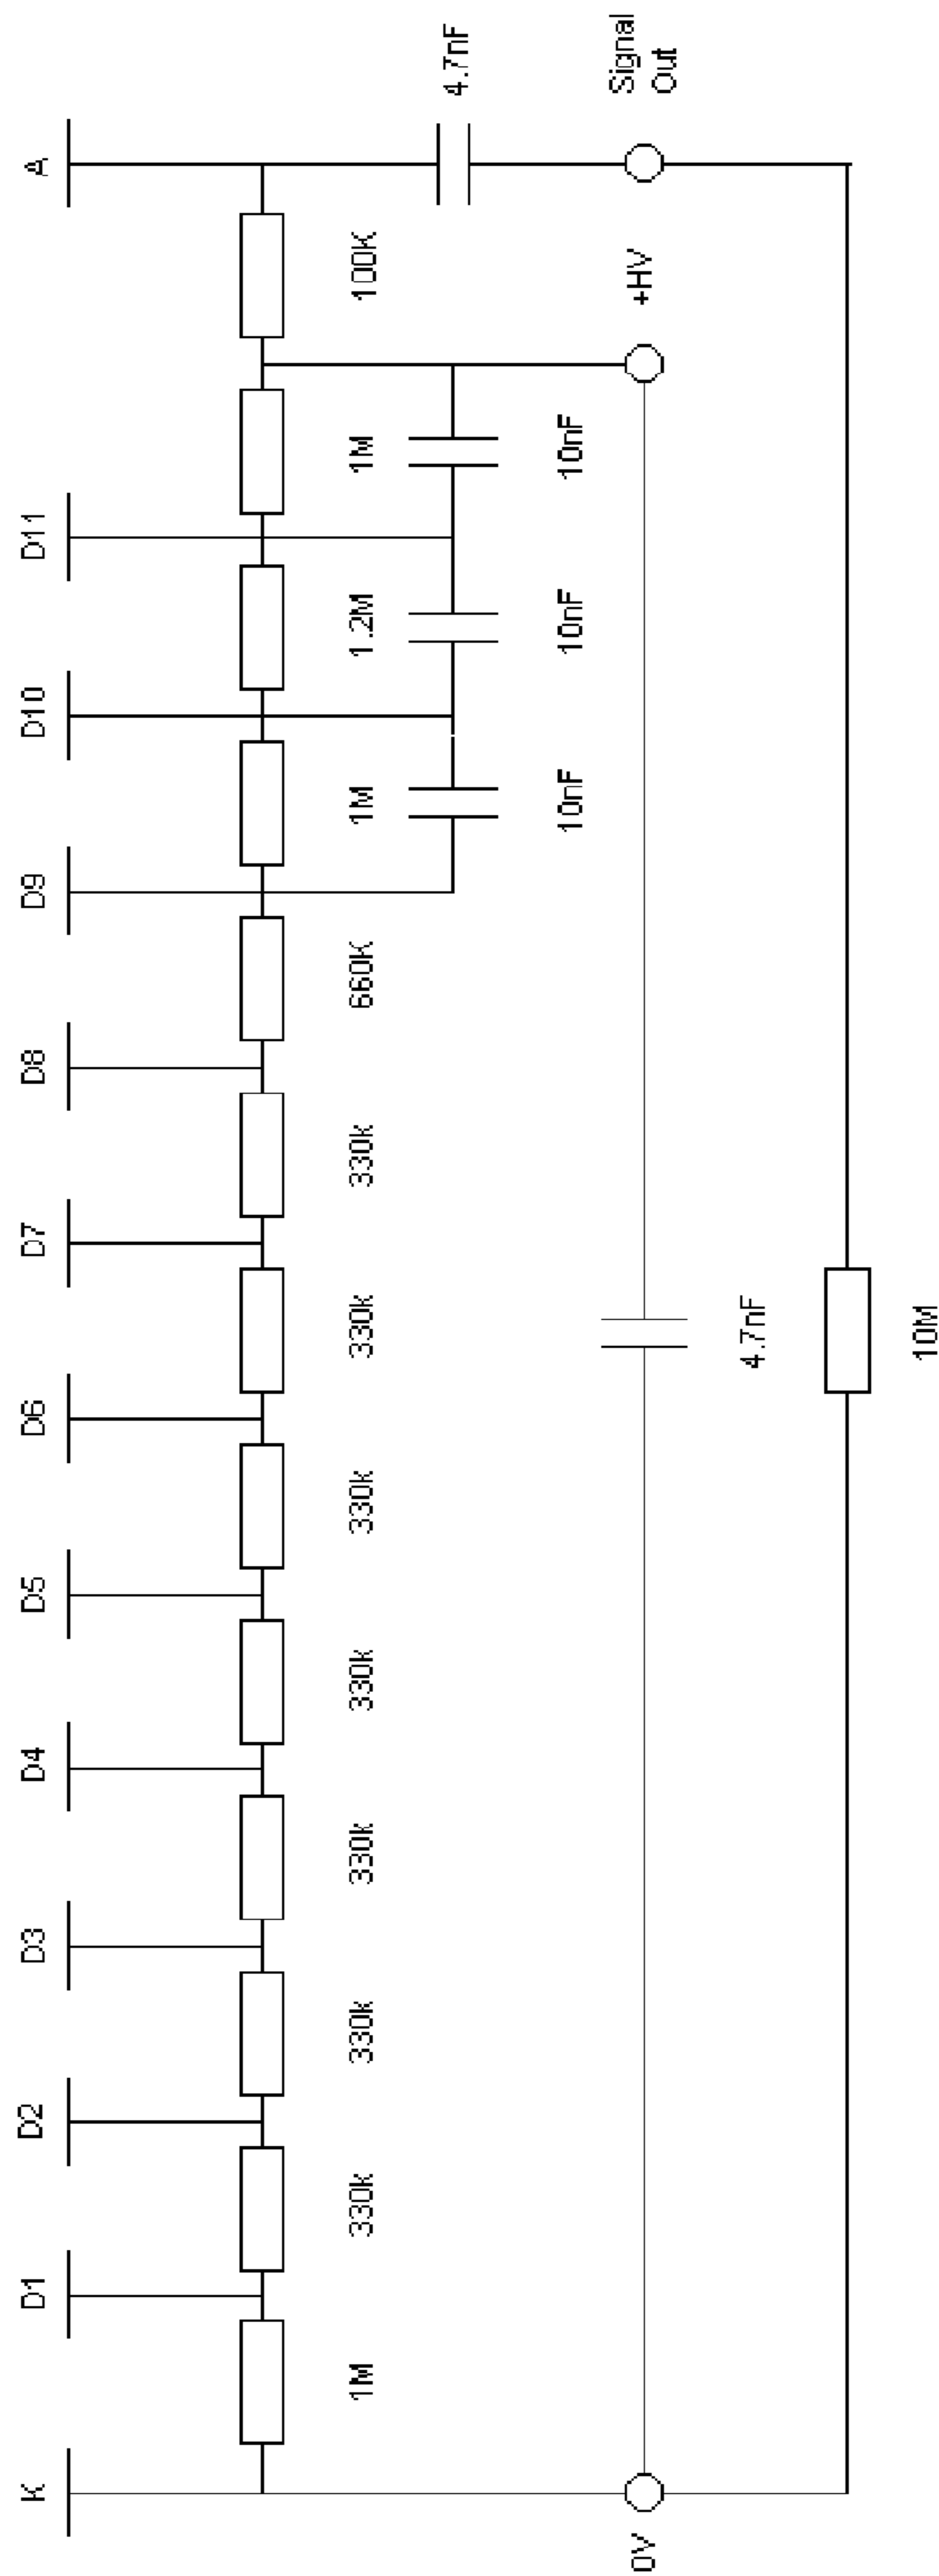 K D1 D2 D3 D4 D5 D6 D7 D8 D9 D10 D11 A
1M 330k 330k 330k 330k 330k 330k 330k 660K 1M 1.2M 1M 100K
4.7nF
10nF 10nF 10nF
0V +HV Signal
Out
4.7nF
10M